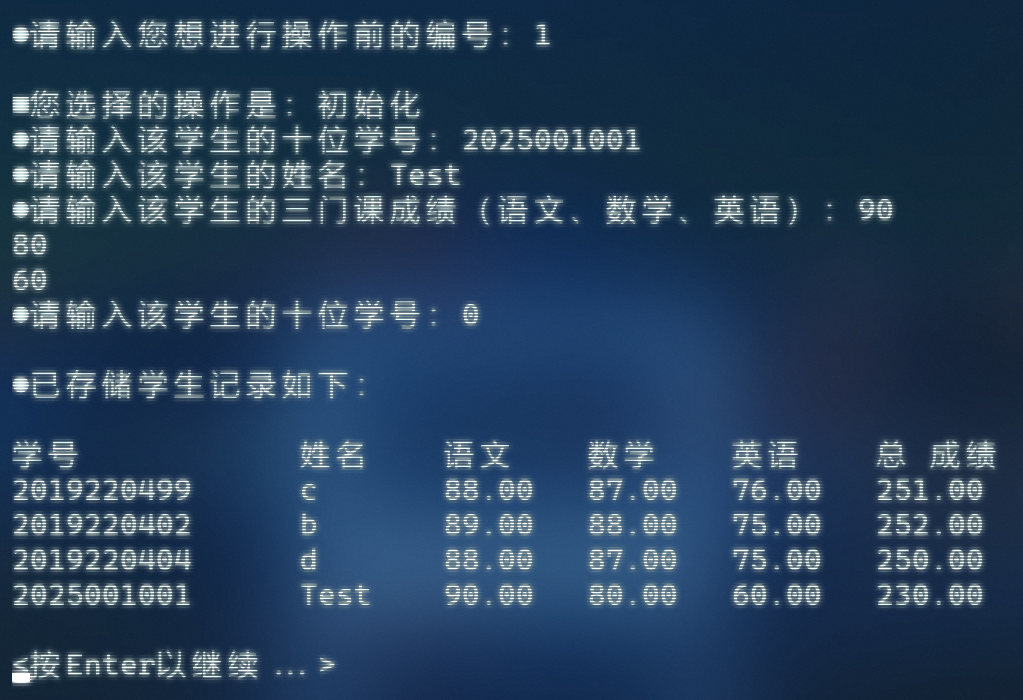 ●请输入您想进行操作前的编号：1
■您选择的操作是：初始化
●请输入该学生的十位学号：2025001001
●请输入该学生的姓名：Test
●请输入该学生的三门课成绩（语文、数学、英语）：90
80
60
●请输入该学生的十位学号：0
●已存储学生记录如下：
学号 姓名 语文 数学 英语 总 成绩
2019220499 c 88.00 87.00 76.00 251.00
2019220402 b 89.00 88.00 75.00 252.00
2019220404 d 88.00 87.00 75.00 250.00
2025001001 Test 90.00 80.00 60.00 230.00
<按Enter以继续 ...>